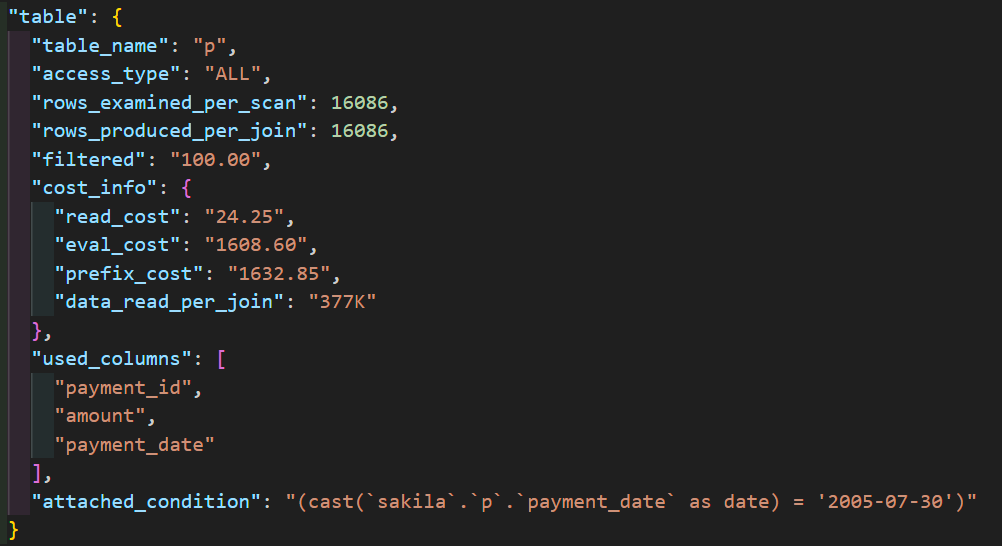 "table": {
"table_name": "p",
"access_type": "ALL",
"rows_examined_per_scan": 16086,
"rows_produced_per_join": 16086,
"filtered": "100.00",
"cost_info": {
"read_cost": "24.25",
"eval_cost": "1608.60",
"prefix_cost": "1632.85",
"data_read_per_join": "377K"
},
"used_columns": [
"payment_id",
"amount",
"payment_date"
],
"attached_condition": "(cast(`sakila`.`p`.`payment_date` as date) = '2005-07-30')"
}